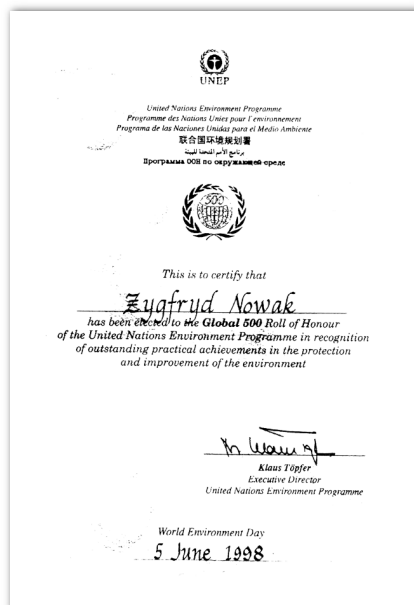 UNEP
United Nations Environment Programme
Programme des Nations Unies pour l'environnement
Programa de las Naciones Unidas para el Medio Ambiente
联合国环境规划署
برنامج الأمم المتحدة للبيئة
Программа ООН по окружающей среде
500
This is to certify that
Zygfryd Nowak
has been elected to the Global 500 Roll of Honour
of the United Nations Environment Programme in recognition
of outstanding practical achievements in the protection
and improvement of the environment
Klaus Töpfer
Executive Director
United Nations Environment Programme
World Environment Day
5 June 1998